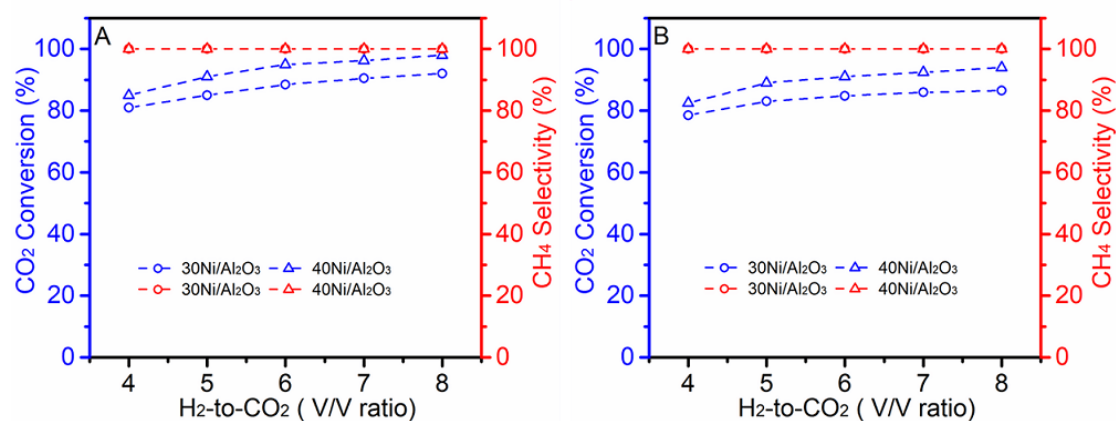 A
CO2 Conversion (%)
100
80
60
40
20
0
30Ni/Al2O3 40Ni/Al2O3
30Ni/Al2O3 40Ni/Al2O3
100
80
60
40
20
0
CH4 Selectivity (%)
4 5 6 7 8
H2-to-CO2 ( V/V ratio)
B
CO2 Conversion (%)
100
80
60
40
20
0
30Ni/Al2O3 40Ni/Al2O3
30Ni/Al2O3 40Ni/Al2O3
100
80
60
40
20
0
CH4 Selectivity (%)
4 5 6 7 8
H2-to-CO2 ( V/V ratio)